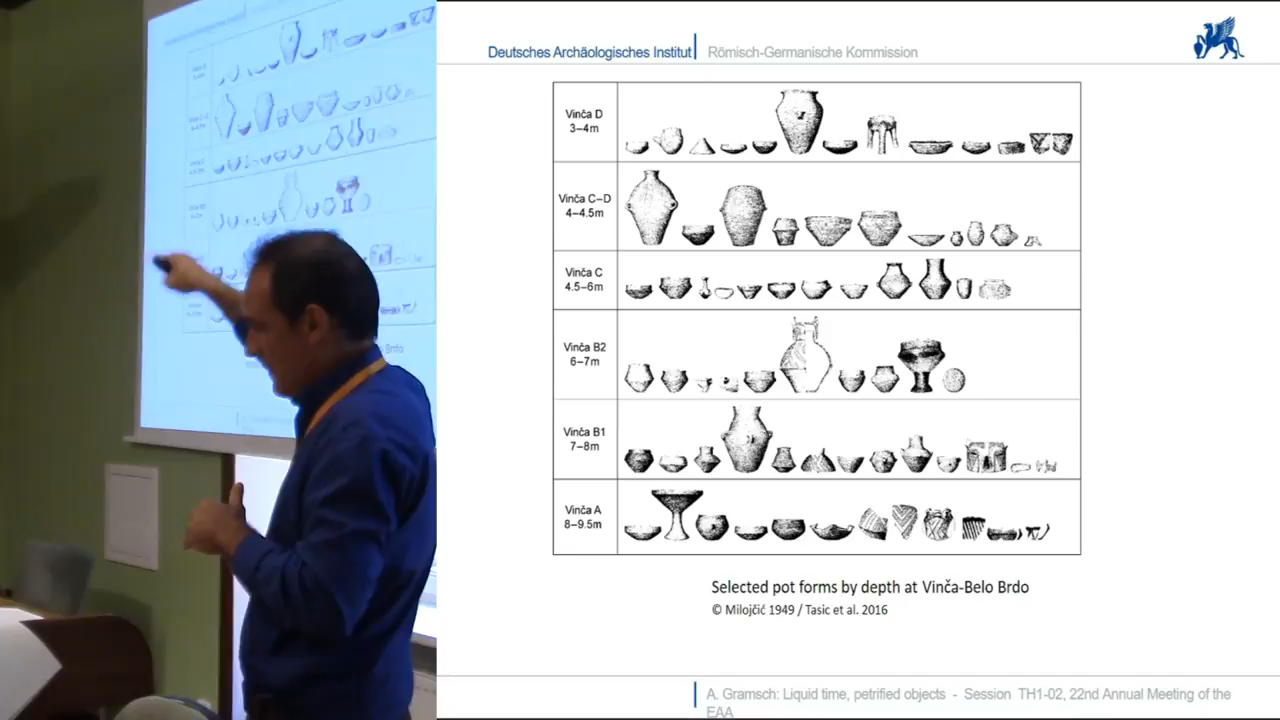 Deutsches Archäologisches Institut
Römisch-Germanische Kommission
Vinča D
3–4m
Vinča C–D
4–4.5m
Vinča C
4.5–6m
Vinča B2
6–7m
Vinča B1
7–8m
Vinča A
8–9.5m
Selected pot forms by depth at Vinča-Belo Brdo
© Milojčić 1949 / Tasic et al. 2016
A. Gramsch: Liquid time, petrified objects - Session TH1-02, 22nd Annual Meeting of the
EAA